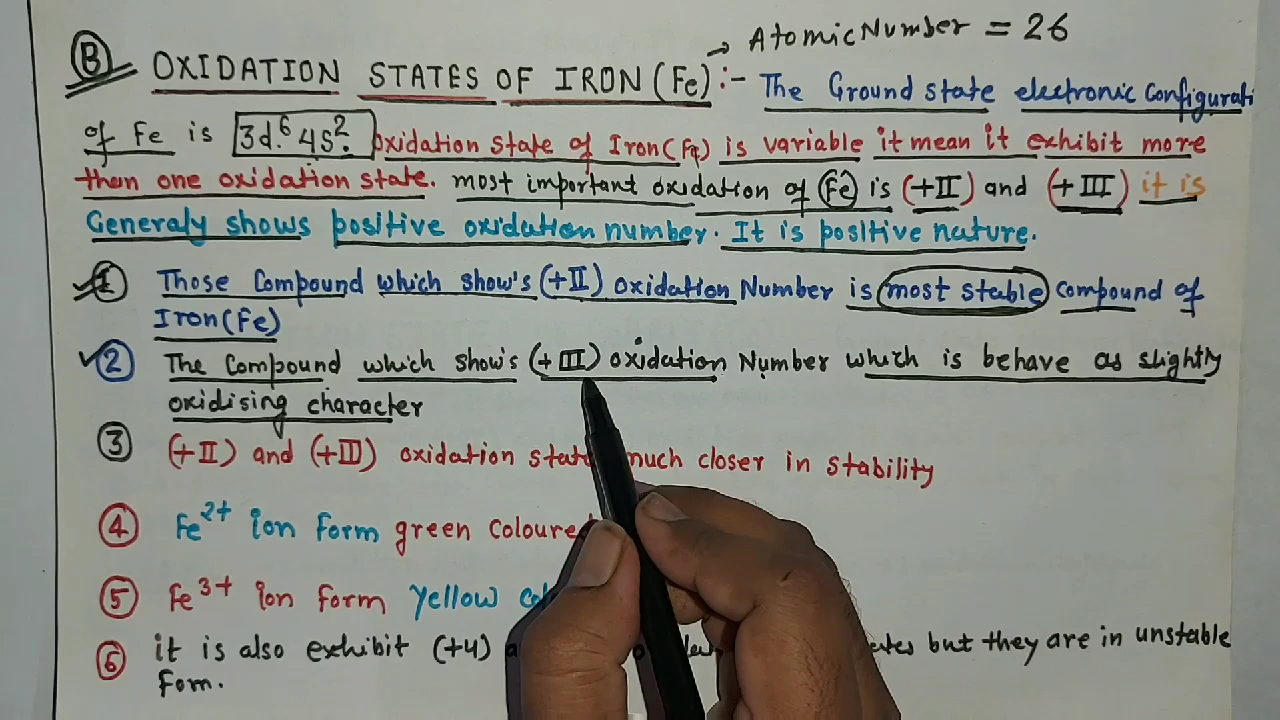 → Atomic Number = 26
B OXIDATION STATES OF IRON (Fe) :- The Ground state electronic Configurati
of Fe is 3d⁶ 4s². oxidation state of Iron(Fe) is variable it mean it exhibit more
then one oxidation state. most important oxidation of Fe is (+II) and (+III) it is
Generaly shows positive oxidation number. It is positive nature.
1 Those Compound which show's (+II) oxidation Number is most stable compound of
Iron(Fe)
2 The Compound which show's (+III) oxidation Number which is behave as slightly
oxidising character
3 (+II) and (+III) oxidation state much closer in stability
4 Fe²⁺ ion form green coloured
5 Fe³⁺ ion form yellow
6 it is also exhibit (+4) but they are in unstable
Fom.